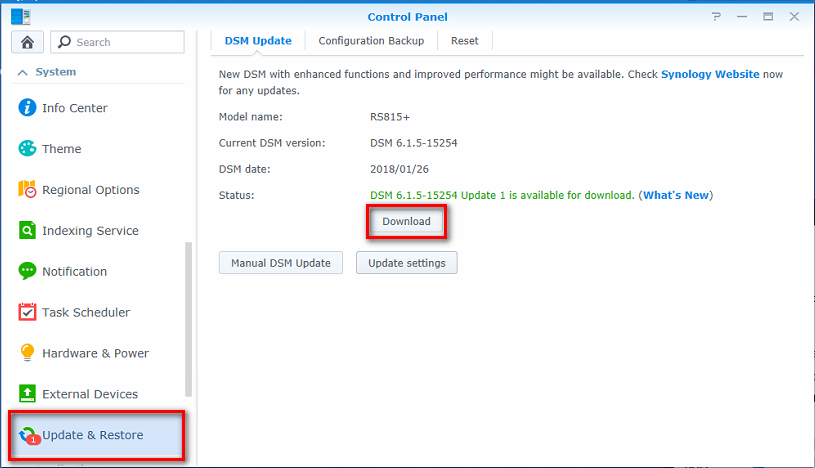 Control Panel
Search
System
Info Center
Theme
Regional Options
Indexing Service
Notification
Task Scheduler
Hardware & Power
External Devices
1
Update & Restore
DSM Update Configuration Backup Reset
New DSM with enhanced functions and improved performance might be available. Check Synology Website now
for any updates.
Model name: RS815+
Current DSM version: DSM 6.1.5-15254
DSM date: 2018/01/26
Status: DSM 6.1.5-15254 Update 1 is available for download. (What's New)
Download
Manual DSM Update Update settings